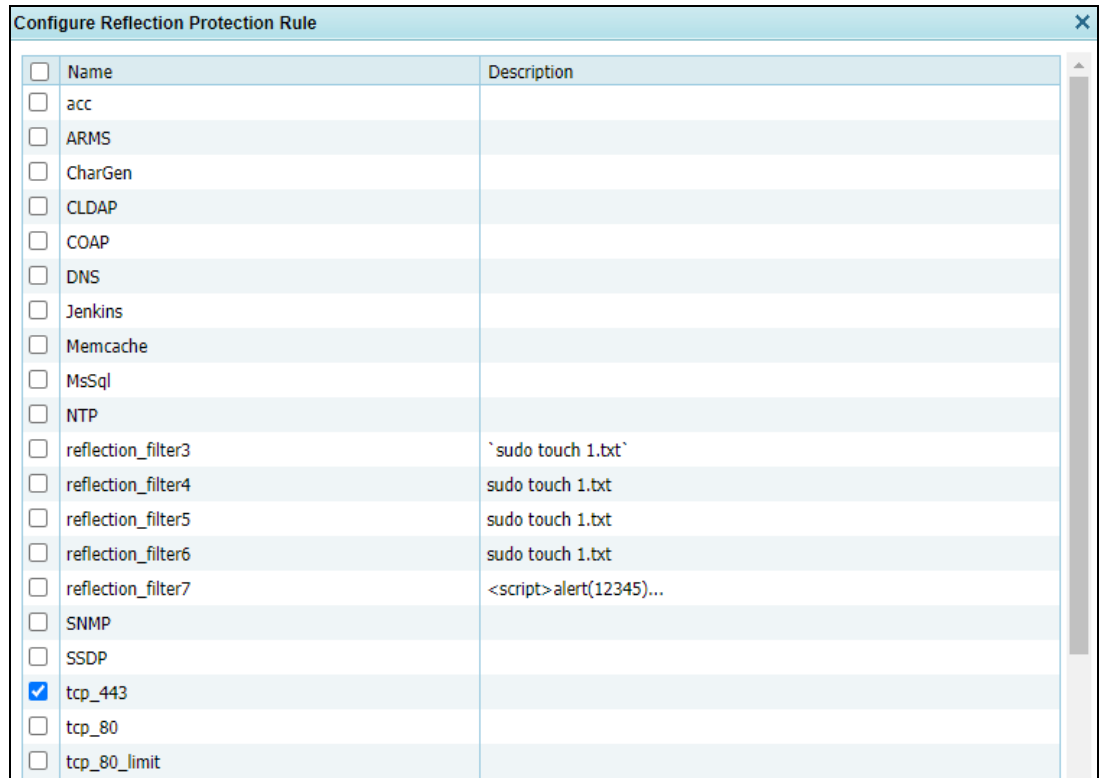 Configure Reflection Protection Rule
Name Description
acc
ARMS
CharGen
CLDAP
COAP
DNS
Jenkins
Memcache
MsSql
NTP
reflection_filter3 `sudo touch 1.txt`
reflection_filter4 sudo touch 1.txt
reflection_filter5 sudo touch 1.txt
reflection_filter6 sudo touch 1.txt
reflection_filter7 <script>alert(12345)...
SNMP
SSDP
tcp_443
tcp_80
tcp_80_limit